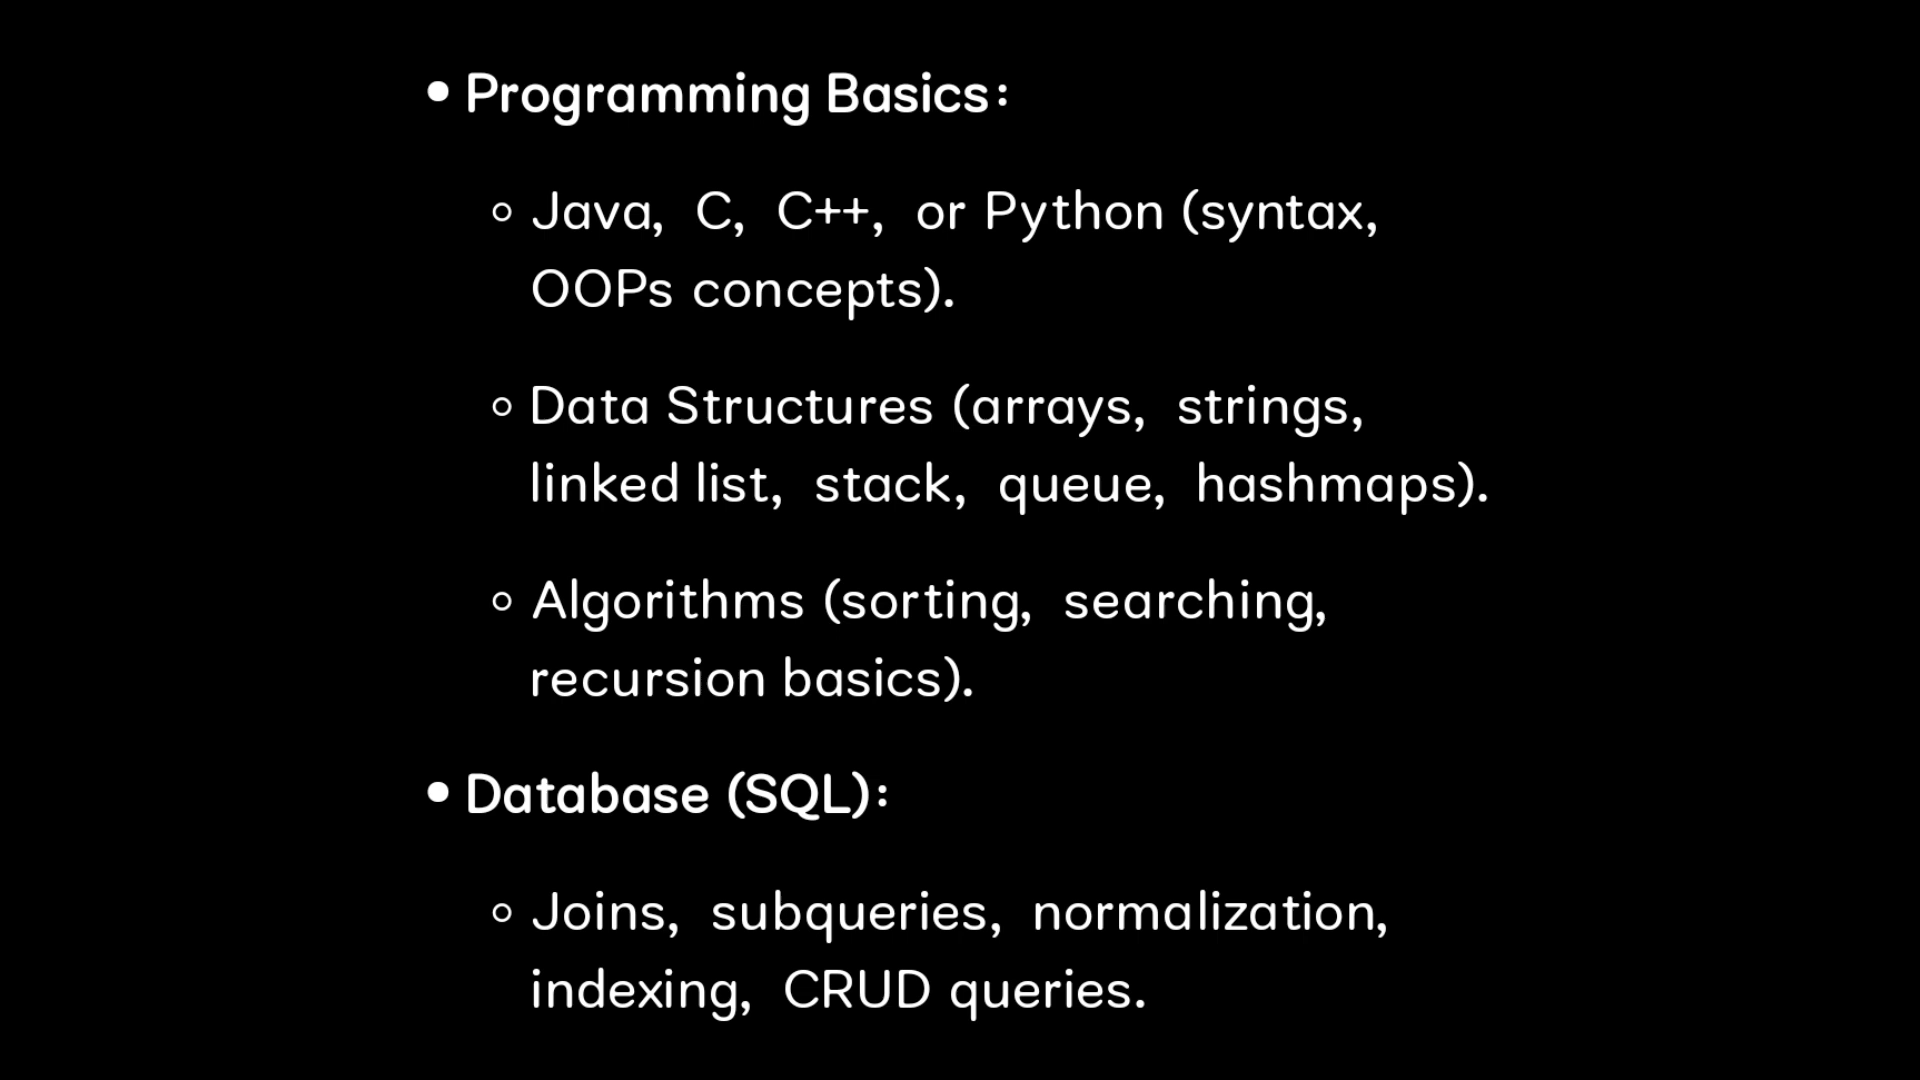 • Programming Basics:
◦ Java, C, C++, or Python (syntax,
OOPs concepts).
◦ Data Structures (arrays, strings,
linked list, stack, queue, hashmaps).
◦ Algorithms (sorting, searching,
recursion basics).
• Database (SQL):
◦ Joins, subqueries, normalization,
indexing, CRUD queries.